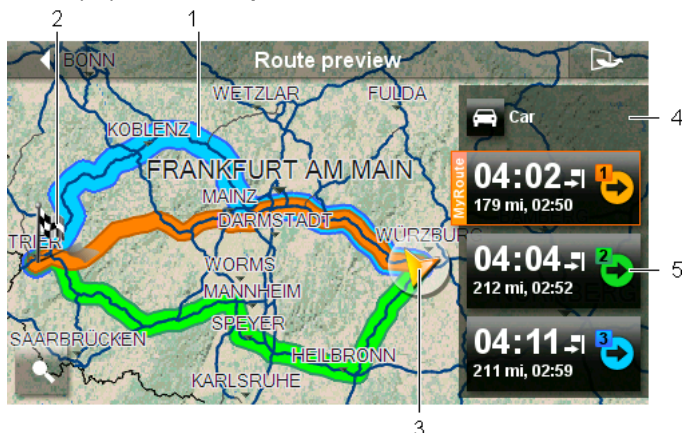 2
1
Route preview
BONN
WETZLAR
FULDA
KOBLENZ
FRANKFURT AM MAIN
MAINZ
DARMSTADT
WÜRZBURG
TRIER
WORMS
MANNHEIM
SPEYER
SAARBRÜCKEN
HEILBRONN
KARLSRUHE
Car
4
MyRoute
04:02
1
179 mi, 02:50
04:04
2
5
212 mi, 02:52
04:11
3
211 mi, 02:59
3